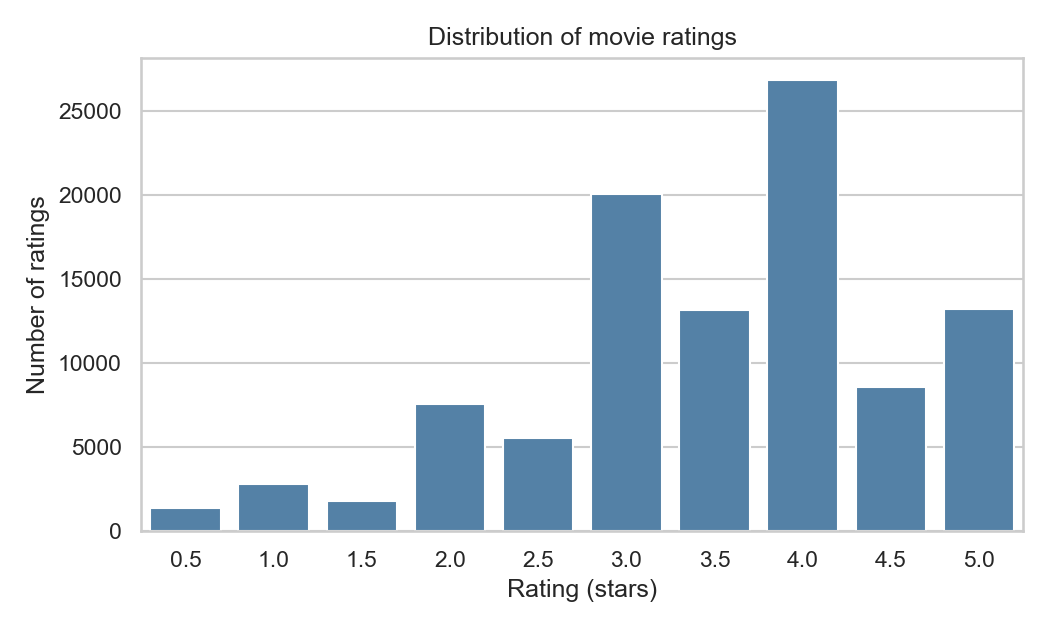 Distribution of movie ratings
Number of ratings
25000
20000
15000
10000
5000
0
0.5 1.0 1.5 2.0 2.5 3.0 3.5 4.0 4.5 5.0
Rating (stars)